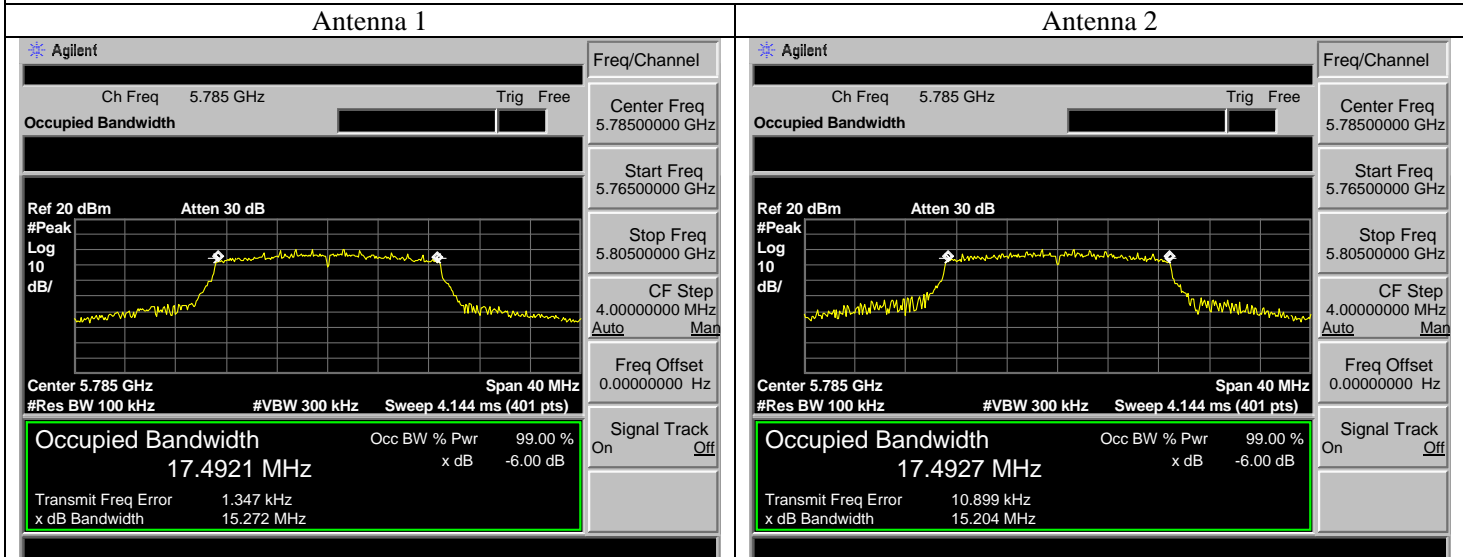 Antenna 1
Agilent
Freq/Channel
Ch Freq 5.785 GHz Trig Free
Occupied Bandwidth
Center Freq
5.78500000 GHz
Start Freq
5.76500000 GHz
Ref 20 dBm Atten 30 dB
#Peak
Log
10
dB/
Stop Freq
5.80500000 GHz
CF Step
4.00000000 MHz
Auto Man
Freq Offset
0.00000000 Hz
Center 5.785 GHz Span 40 MHz
#Res BW 100 kHz #VBW 300 kHz Sweep 4.144 ms (401 pts)
Signal Track
On Off
Occupied Bandwidth Occ BW % Pwr 99.00 %
17.4921 MHz x dB -6.00 dB
Transmit Freq Error 1.347 kHz
x dB Bandwidth 15.272 MHz
Antenna 2
Agilent
Freq/Channel
Ch Freq 5.785 GHz Trig Free
Occupied Bandwidth
Center Freq
5.78500000 GHz
Start Freq
5.76500000 GHz
Ref 20 dBm Atten 30 dB
#Peak
Log
10
dB/
Stop Freq
5.80500000 GHz
CF Step
4.00000000 MHz
Auto Man
Freq Offset
0.00000000 Hz
Center 5.785 GHz Span 40 MHz
#Res BW 100 kHz #VBW 300 kHz Sweep 4.144 ms (401 pts)
Signal Track
On Off
Occupied Bandwidth Occ BW % Pwr 99.00 %
17.4927 MHz x dB -6.00 dB
Transmit Freq Error 10.899 kHz
x dB Bandwidth 15.204 MHz